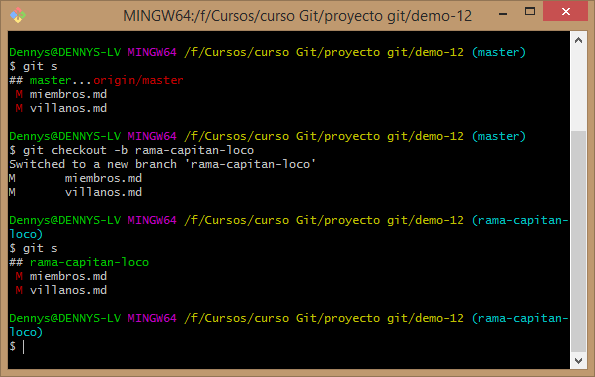 MINGW64:/f/Cursos/curso Git/proyecto git/demo-12
Dennys@DENNYS-LV MINGW64 /f/Cursos/curso Git/proyecto git/demo-12 (master)
$ git s
## master...origin/master
 M miembros.md
 M villanos.md
Dennys@DENNYS-LV MINGW64 /f/Cursos/curso Git/proyecto git/demo-12 (master)
$ git checkout -b rama-capitan-loco
Switched to a new branch 'rama-capitan-loco'
M       miembros.md
M       villanos.md
Dennys@DENNYS-LV MINGW64 /f/Cursos/curso Git/proyecto git/demo-12 (rama-capitan-
loco)
$ git s
## rama-capitan-loco
 M miembros.md
 M villanos.md
Dennys@DENNYS-LV MINGW64 /f/Cursos/curso Git/proyecto git/demo-12 (rama-capitan-
loco)
$